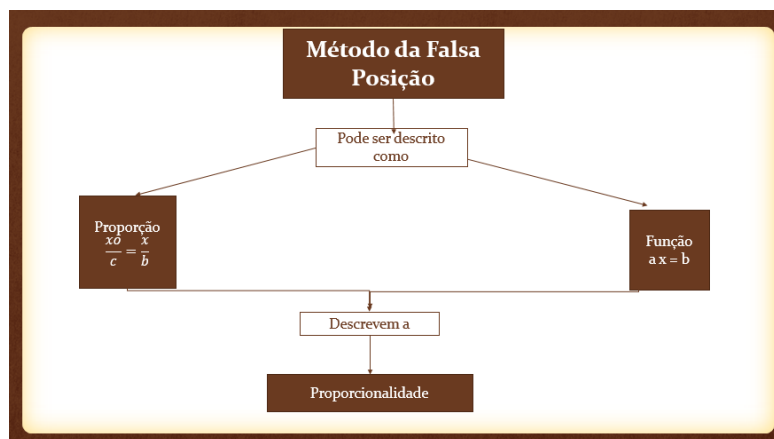 Método da Falsa
Posição
Pode ser descrito
como
Proporção
xo/c = x/b
Função
a x = b
Descrevem a
Proporcionalidade